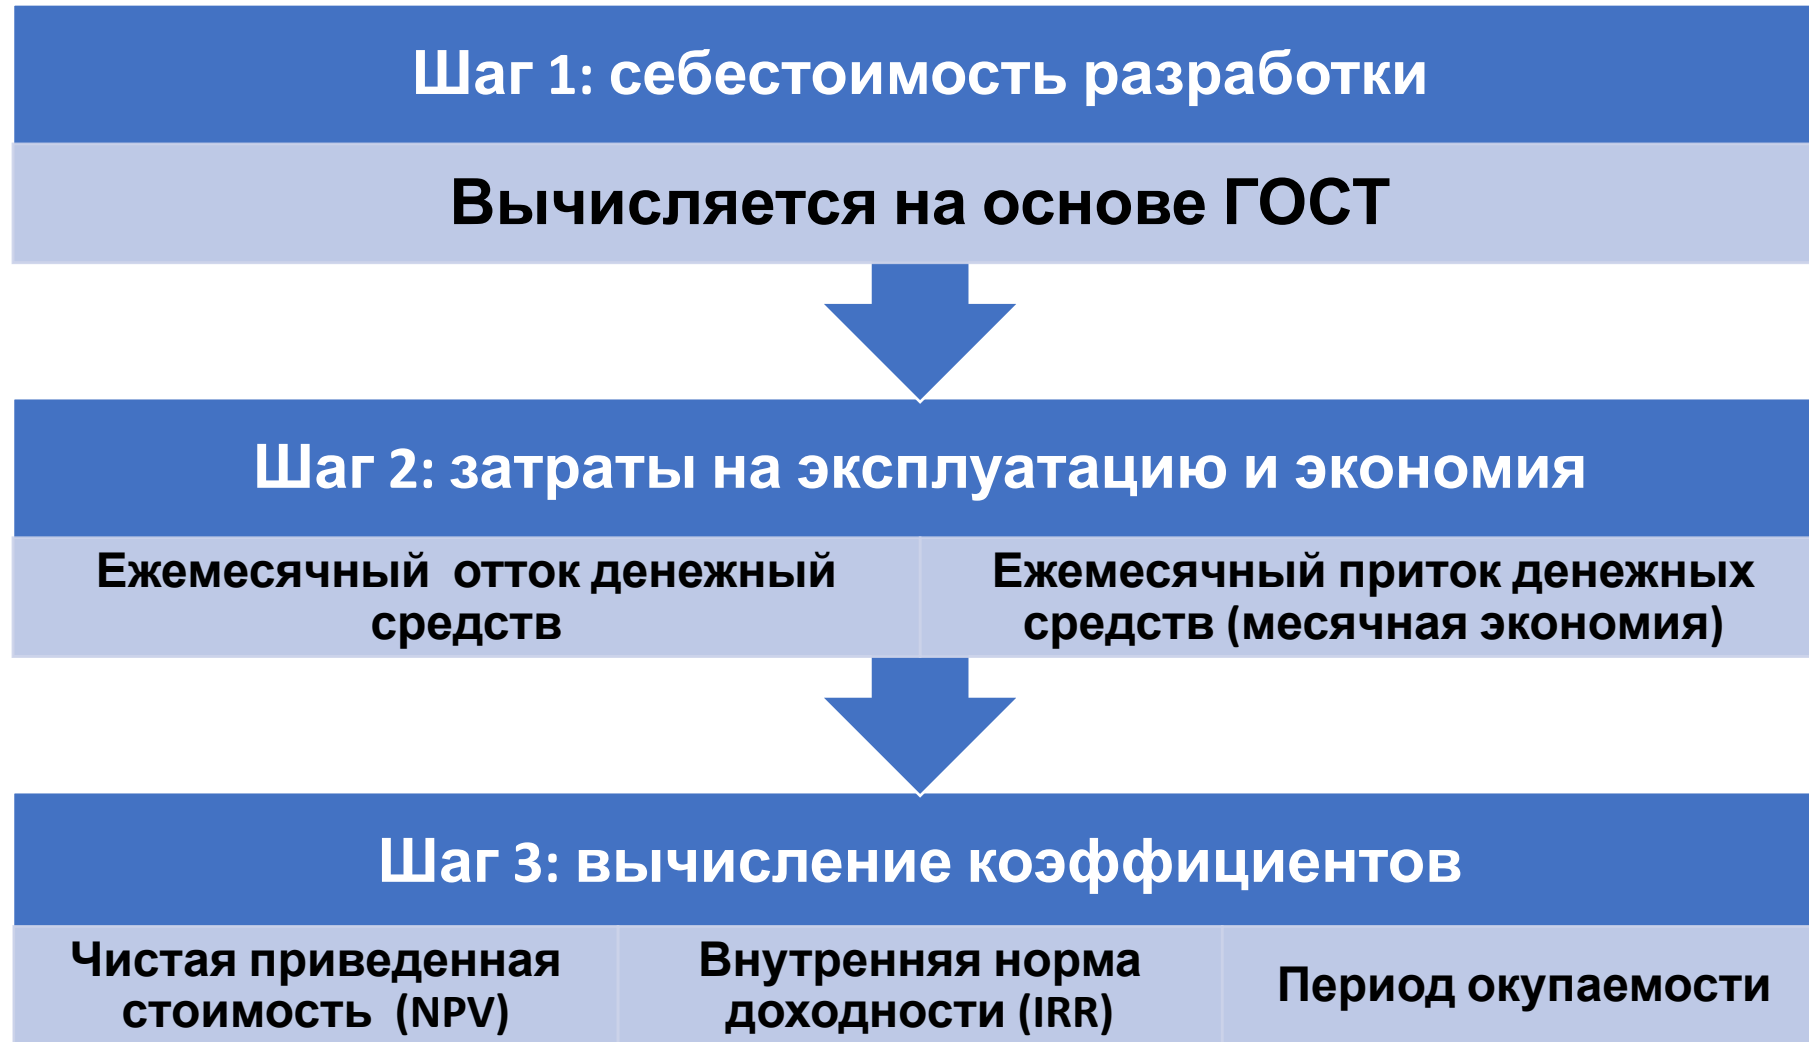 Шаг 1: себестоимость разработки
Вычисляется на основе ГОСТ
Шаг 2: затраты на эксплуатацию и экономия
Ежемесячный  отток денежный
средств
Ежемесячный приток денежных
средств (месячная экономия)
Шаг 3: вычисление коэффициентов
Чистая приведенная
стоимость  (NPV)
Внутренняя норма
доходности (IRR)
Период окупаемости